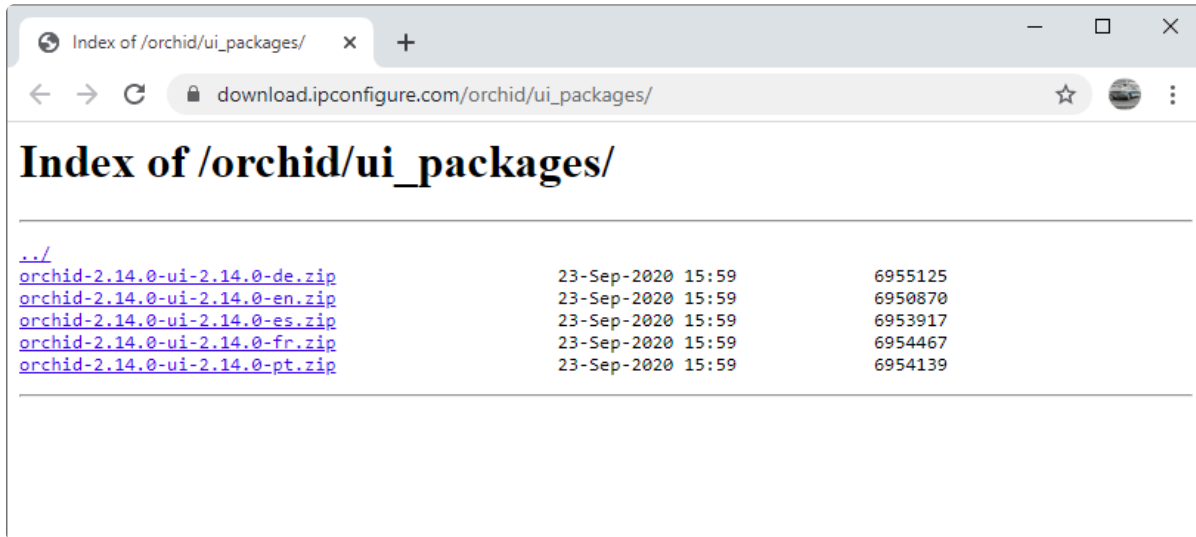 Index of /orchid/ui_packages/
download.ipconfigure.com/orchid/ui_packages/
Index of /orchid/ui_packages/
../
orchid-2.14.0-ui-2.14.0-de.zip 23-Sep-2020 15:59 6955125
orchid-2.14.0-ui-2.14.0-en.zip 23-Sep-2020 15:59 6950870
orchid-2.14.0-ui-2.14.0-es.zip 23-Sep-2020 15:59 6953917
orchid-2.14.0-ui-2.14.0-fr.zip 23-Sep-2020 15:59 6954467
orchid-2.14.0-ui-2.14.0-pt.zip 23-Sep-2020 15:59 6954139